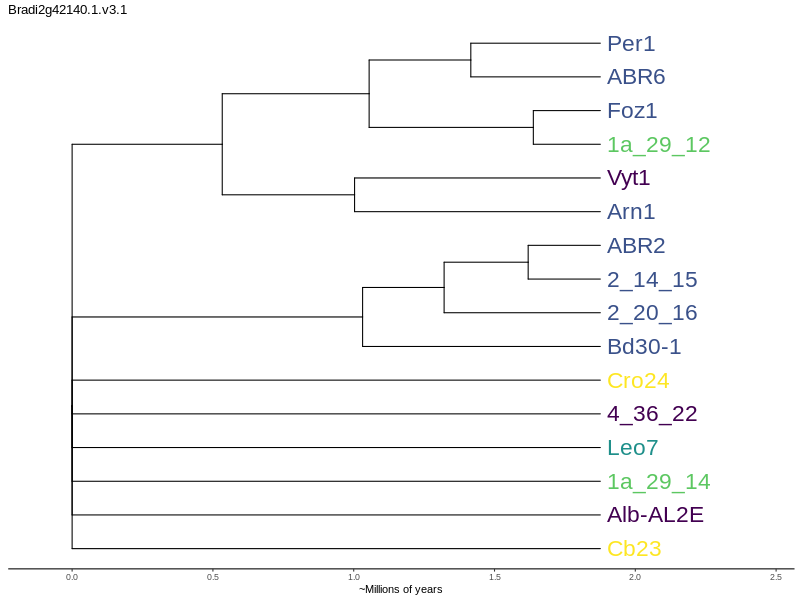 Bradi2g42140.1.v3.1
Per1
ABR6
Foz1
1a_29_12
Vyt1
Arn1
ABR2
2_14_15
2_20_16
Bd30-1
Cro24
4_36_22
Leo7
1a_29_14
Alb-AL2E
Cb23
0.0 0.5 1.0 1.5 2.0 2.5
~Millions of years